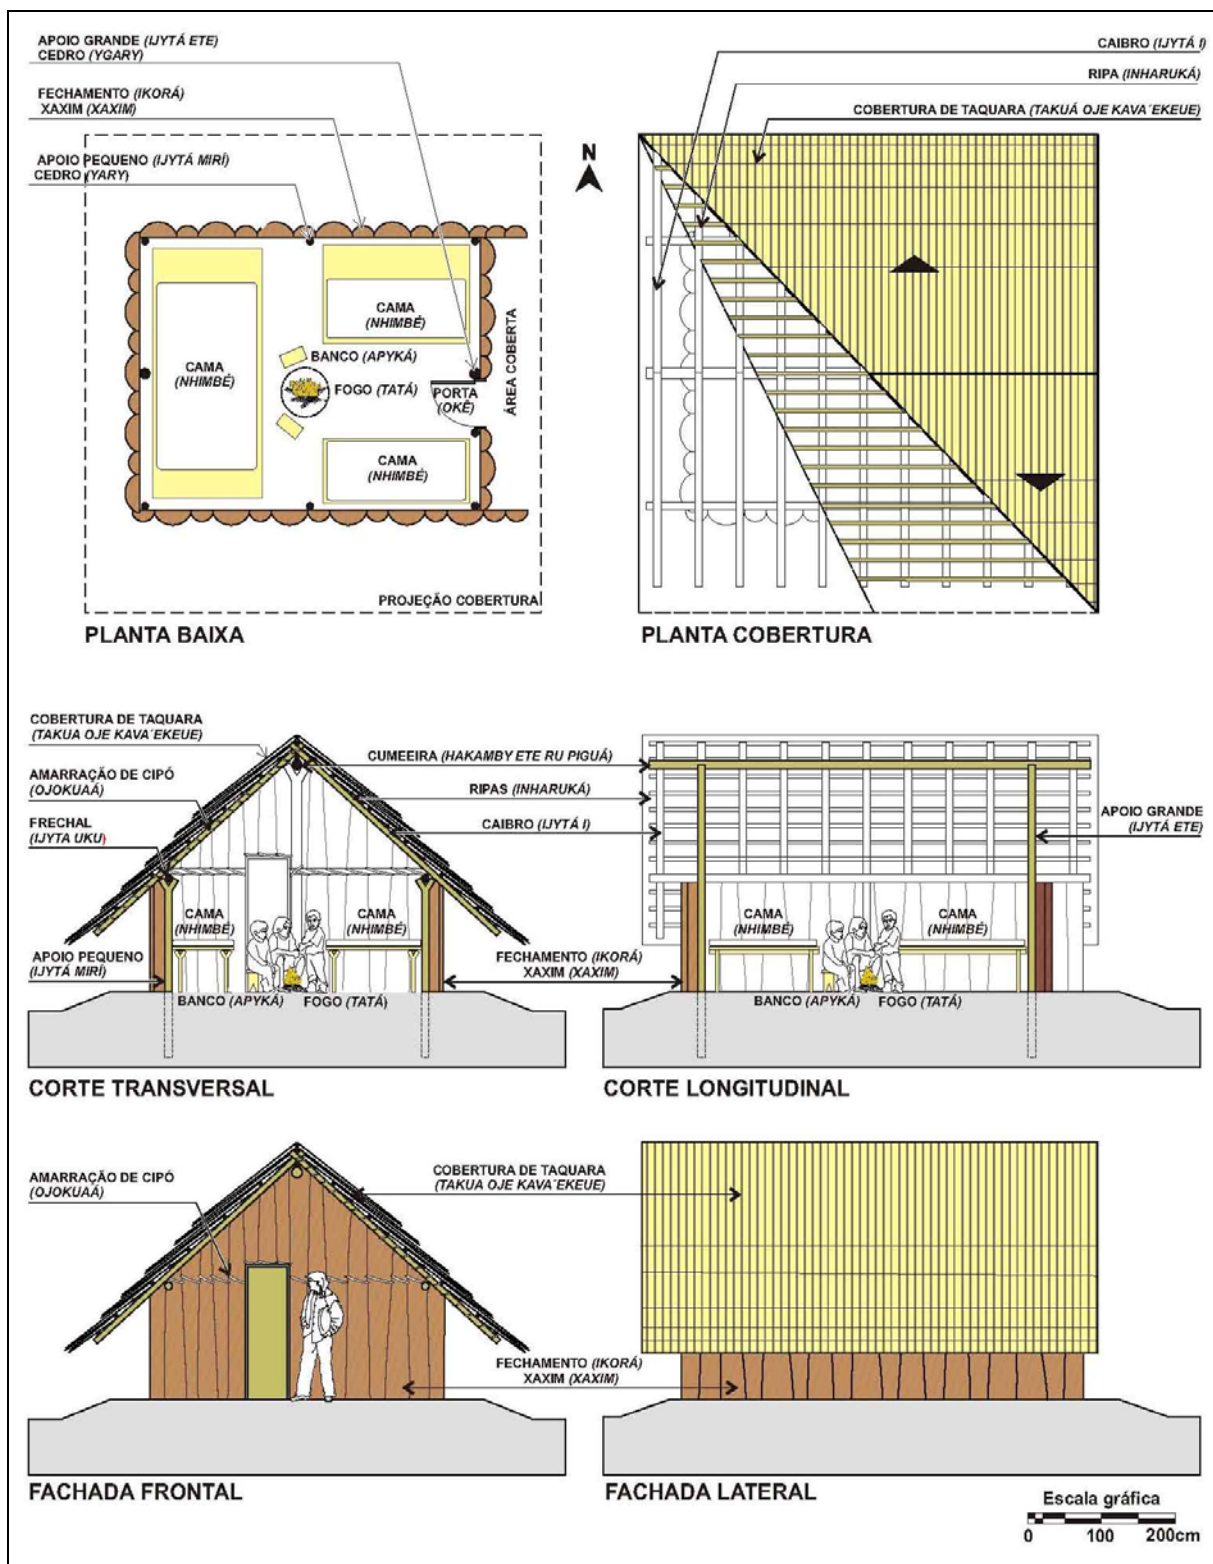 APOIO GRANDE (IJYTÁ ETE)
CEDRO (YGARY)
FECHAMENTO (IKORÁ)
XAXIM (XAXIM)
APOIO PEQUENO (IJYTÁ MIRÍ)
CEDRO (YARY)
CAMA
(NHIMBÉ)
CAMA
(NHIMBÉ)
BANCO (APYKÁ)
FOGO (TATÁ)
PORTA
(OKÊ)
ÁREA COBERTA
CAMA
(NHIMBÉ)
PROJEÇÃO COBERTURA
PLANTA BAIXA
N
CAIBRO (IJYTÁ I)
RIPA (INHARUKÁ)
COBERTURA DE TAQUARA (TAKUÁ OJE KAVA´EKEUE)
PLANTA COBERTURA
COBERTURA DE TAQUARA
(TAKUA OJE KAVA´EKEUE)
AMARRAÇÃO DE CIPÓ
(OJOKUAÁ)
FRECHAL
(IJYTA UKU)
APOIO PEQUENO
(IJYTÁ MIRÍ)
CUMEEIRA (HAKAMBY ETE RU PIGUÁ)
RIPAS (INHARUKÁ)
CAIBRO (IJYTÁ I)
CAMA
(NHIMBÉ)
CAMA
(NHIMBÉ)
BANCO (APYKÁ)
FOGO (TATÁ)
FECHAMENTO (IKORÁ)
XAXIM (XAXIM)
CORTE TRANSVERSAL
APOIO GRANDE
(IJYTÁ ETE)
CAMA
(NHIMBÉ)
CAMA
(NHIMBÉ)
BANCO (APYKÁ)
FOGO (TATÁ)
CORTE LONGITUDINAL
AMARRAÇÃO DE CIPÓ
(OJOKUAÁ)
COBERTURA DE TAQUARA
(TAKUA OJE KAVA´EKEUE)
FECHAMENTO (IKORÁ)
XAXIM (XAXIM)
FACHADA FRONTAL
FACHADA LATERAL
Escala gráfica
0 100 200cm